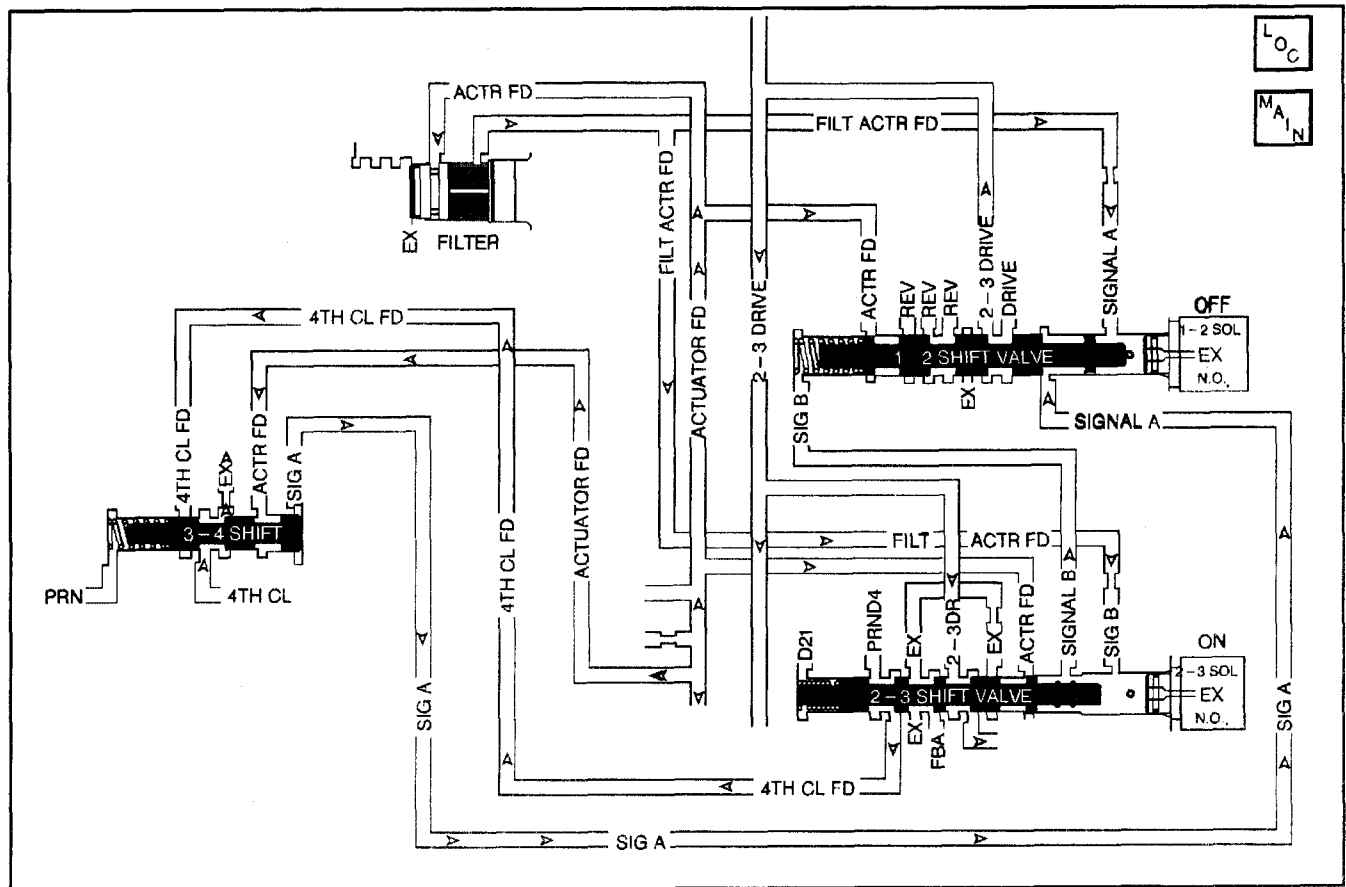 LOC
MAIN
ACTR FD
FILT ACTR FD
EX
FILTER
FILT ACTR FD
ACTUATOR FD
2-3 DRIVE
ACTR FD
REV
REV
REV
2-3 DRIVE
DRIVE
SIGNAL A
OFF
1-2 SOL
EX
N.O.
1 2 SHIFT VALVE
EX
SIG B
SIGNAL A
4TH CL FD
4TH CL FD
EX
ACTR FD
SIG A
3-4 SHIFT
PRN
4TH CL
ACTUATOR FD
4TH CL FD
FILT ACTR FD
SIGNAL B
SIG B
D21
PRND4
EX
2-3DR
EX
ACTR FD
ON
2-3 SOL
EX
N.O.
2-3 SHIFT VALVE
EX
FBA
SIG A
SIG A
4TH CL FD
SIG A